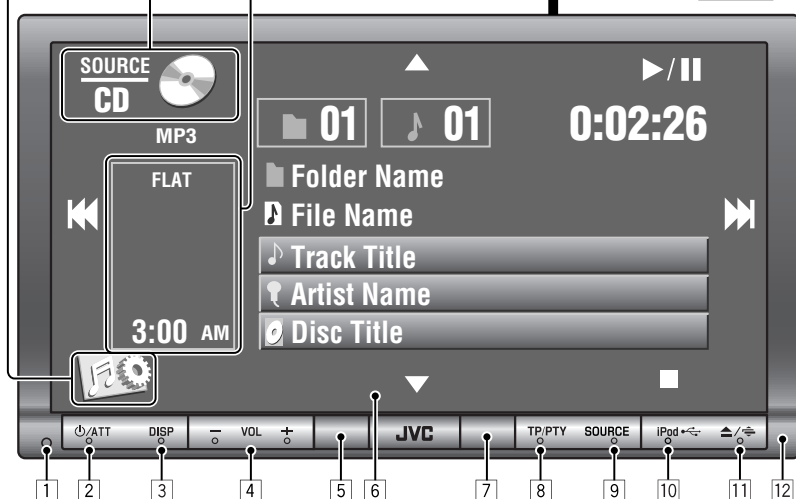 SOURCE
CD
MP3
01 01 0:02:26
FLAT
Folder Name
File Name
Track Title
Artist Name
Disc Title
3:00 AM
/ATT DISP – VOL + JVC TP/PTY SOURCE iPod
1 2 3 4 5 6 7 8 9 10 11 12